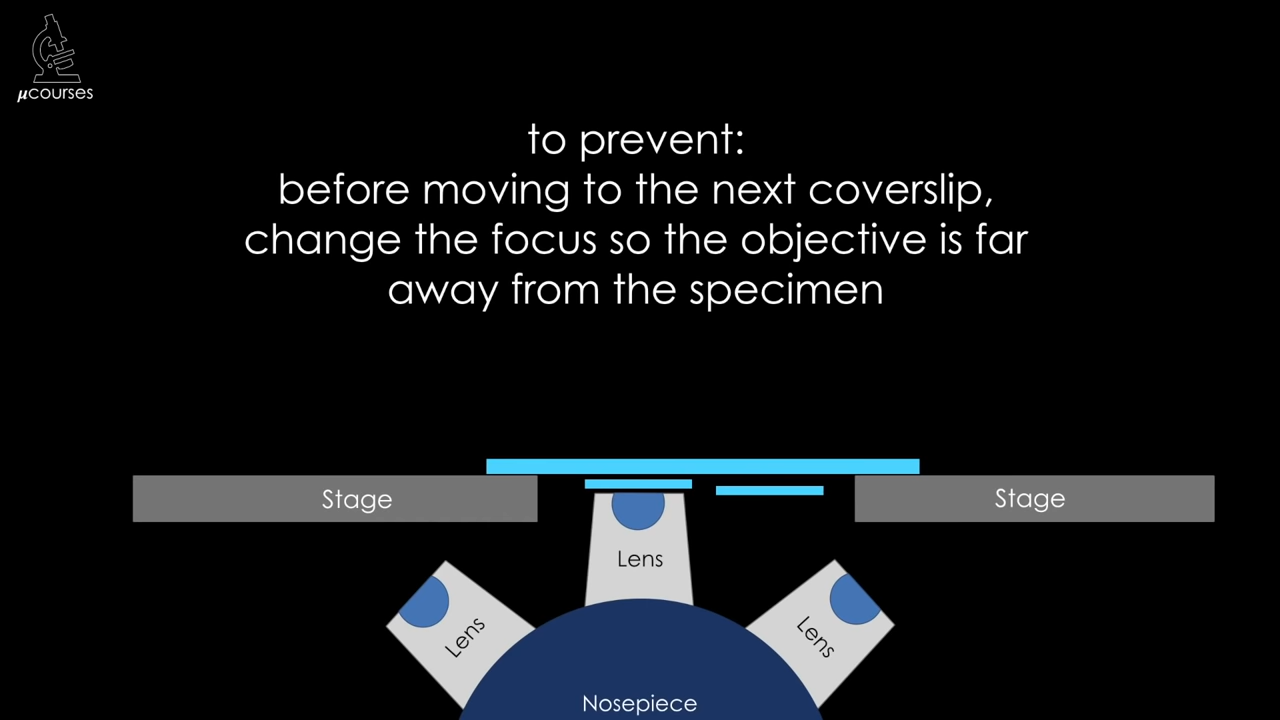 μcourses
to prevent:
before moving to the next coverslip,
change the focus so the objective is far
away from the specimen
Stage
Stage
Lens
Lens
Lens
Nosepiece